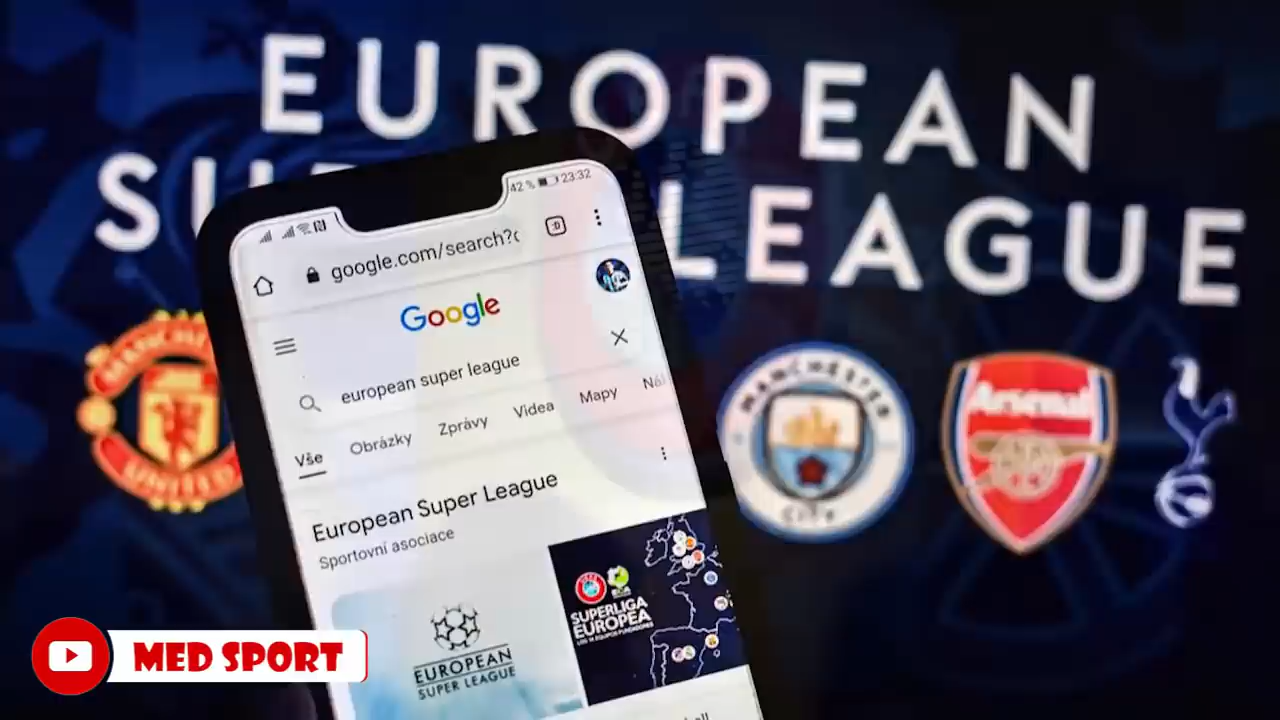 EUROPEAN
LEAGUE
42 % 23:32
google.com/search?
Google
european super league
Vše Obrázky Zprávy Videa Mapy
European Super League
Sportovní asociace
EUROPEAN
SUPER LEAGUE
SUPERLIGA
EUROPEA
MANCHESTER
CITY
Arsenal
UNITED
MED SPORT